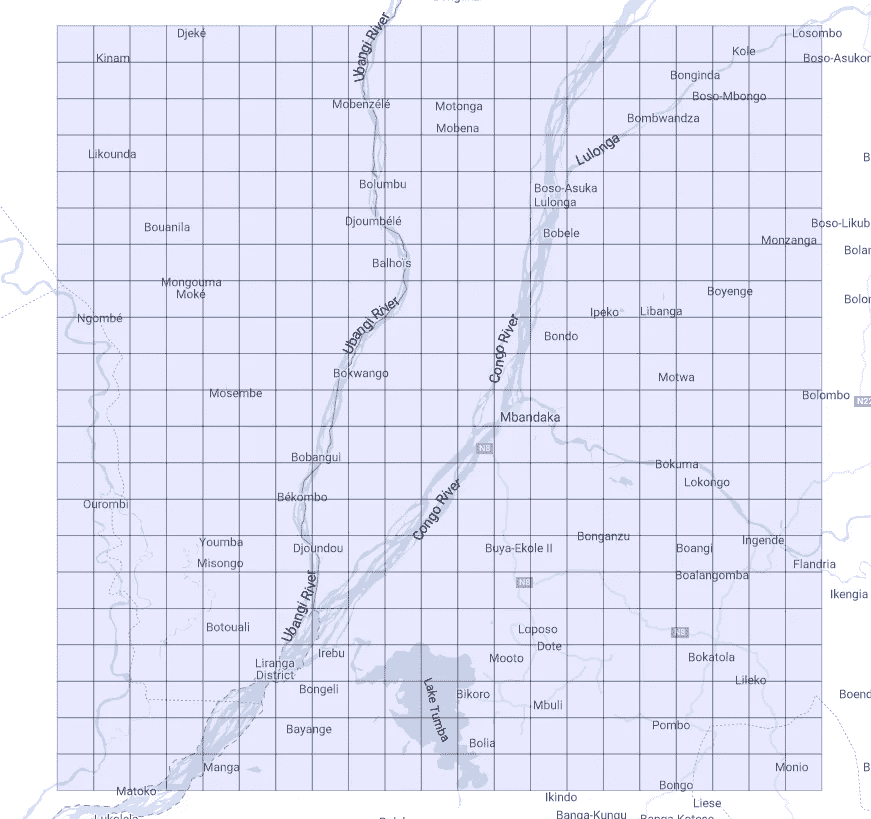 Ubangi River
Djeké
Losombo
Kinam
Kole
Boso-Asukor
Bonginda
Boso-Mbongo
Mobenzélé
Motonga
Bombwandza
Mobena
Lulonga
Likounda
Bolumbu
Boso-Asuka
Lulonga
Djoumbélé
Bouanila
Boso-Likub
Bobele
Monzanga
Bolar
Balhoïs
Mongouma
Moké
Boyenge
Bolor
Ubangi River
Ngombé
Ipeko
Libanga
Congo River
Bondo
Bokwango
Motwa
Mosembe
Bolombo
N22
Mbandaka
N8
Bobangui
Bokuma
Lokongo
Békombo
Ourombi
Congo River
Youmba
Djoundou
Buya-Ekole II
Bonganzu
Boangi
Ingende
Misongo
Flandria
Boalangomba
N8
Ikengia
Ubangi River
Botouali
Loposo
N8
Dote
Irebu
Mooto
Bokatola
Liranga
District
Lileko
Bongeli
Lake Tumba
Bikoro
Boend
Mbuli
Bayange
Pombo
Bolia
Manga
Monio
Matoko
Bongo
Ikindo
Liese
Lukolela
Banga-Kungu
Banga-Kotoso